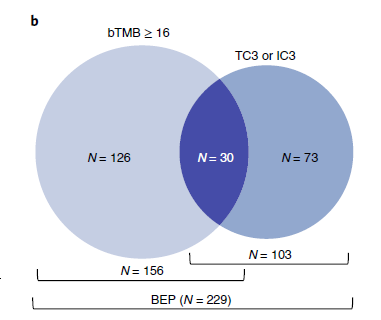 b
bTMB ≥ 16
TC3 or IC3
N = 126
N = 30
N = 73
N = 103
N = 156
BEP (N = 229)